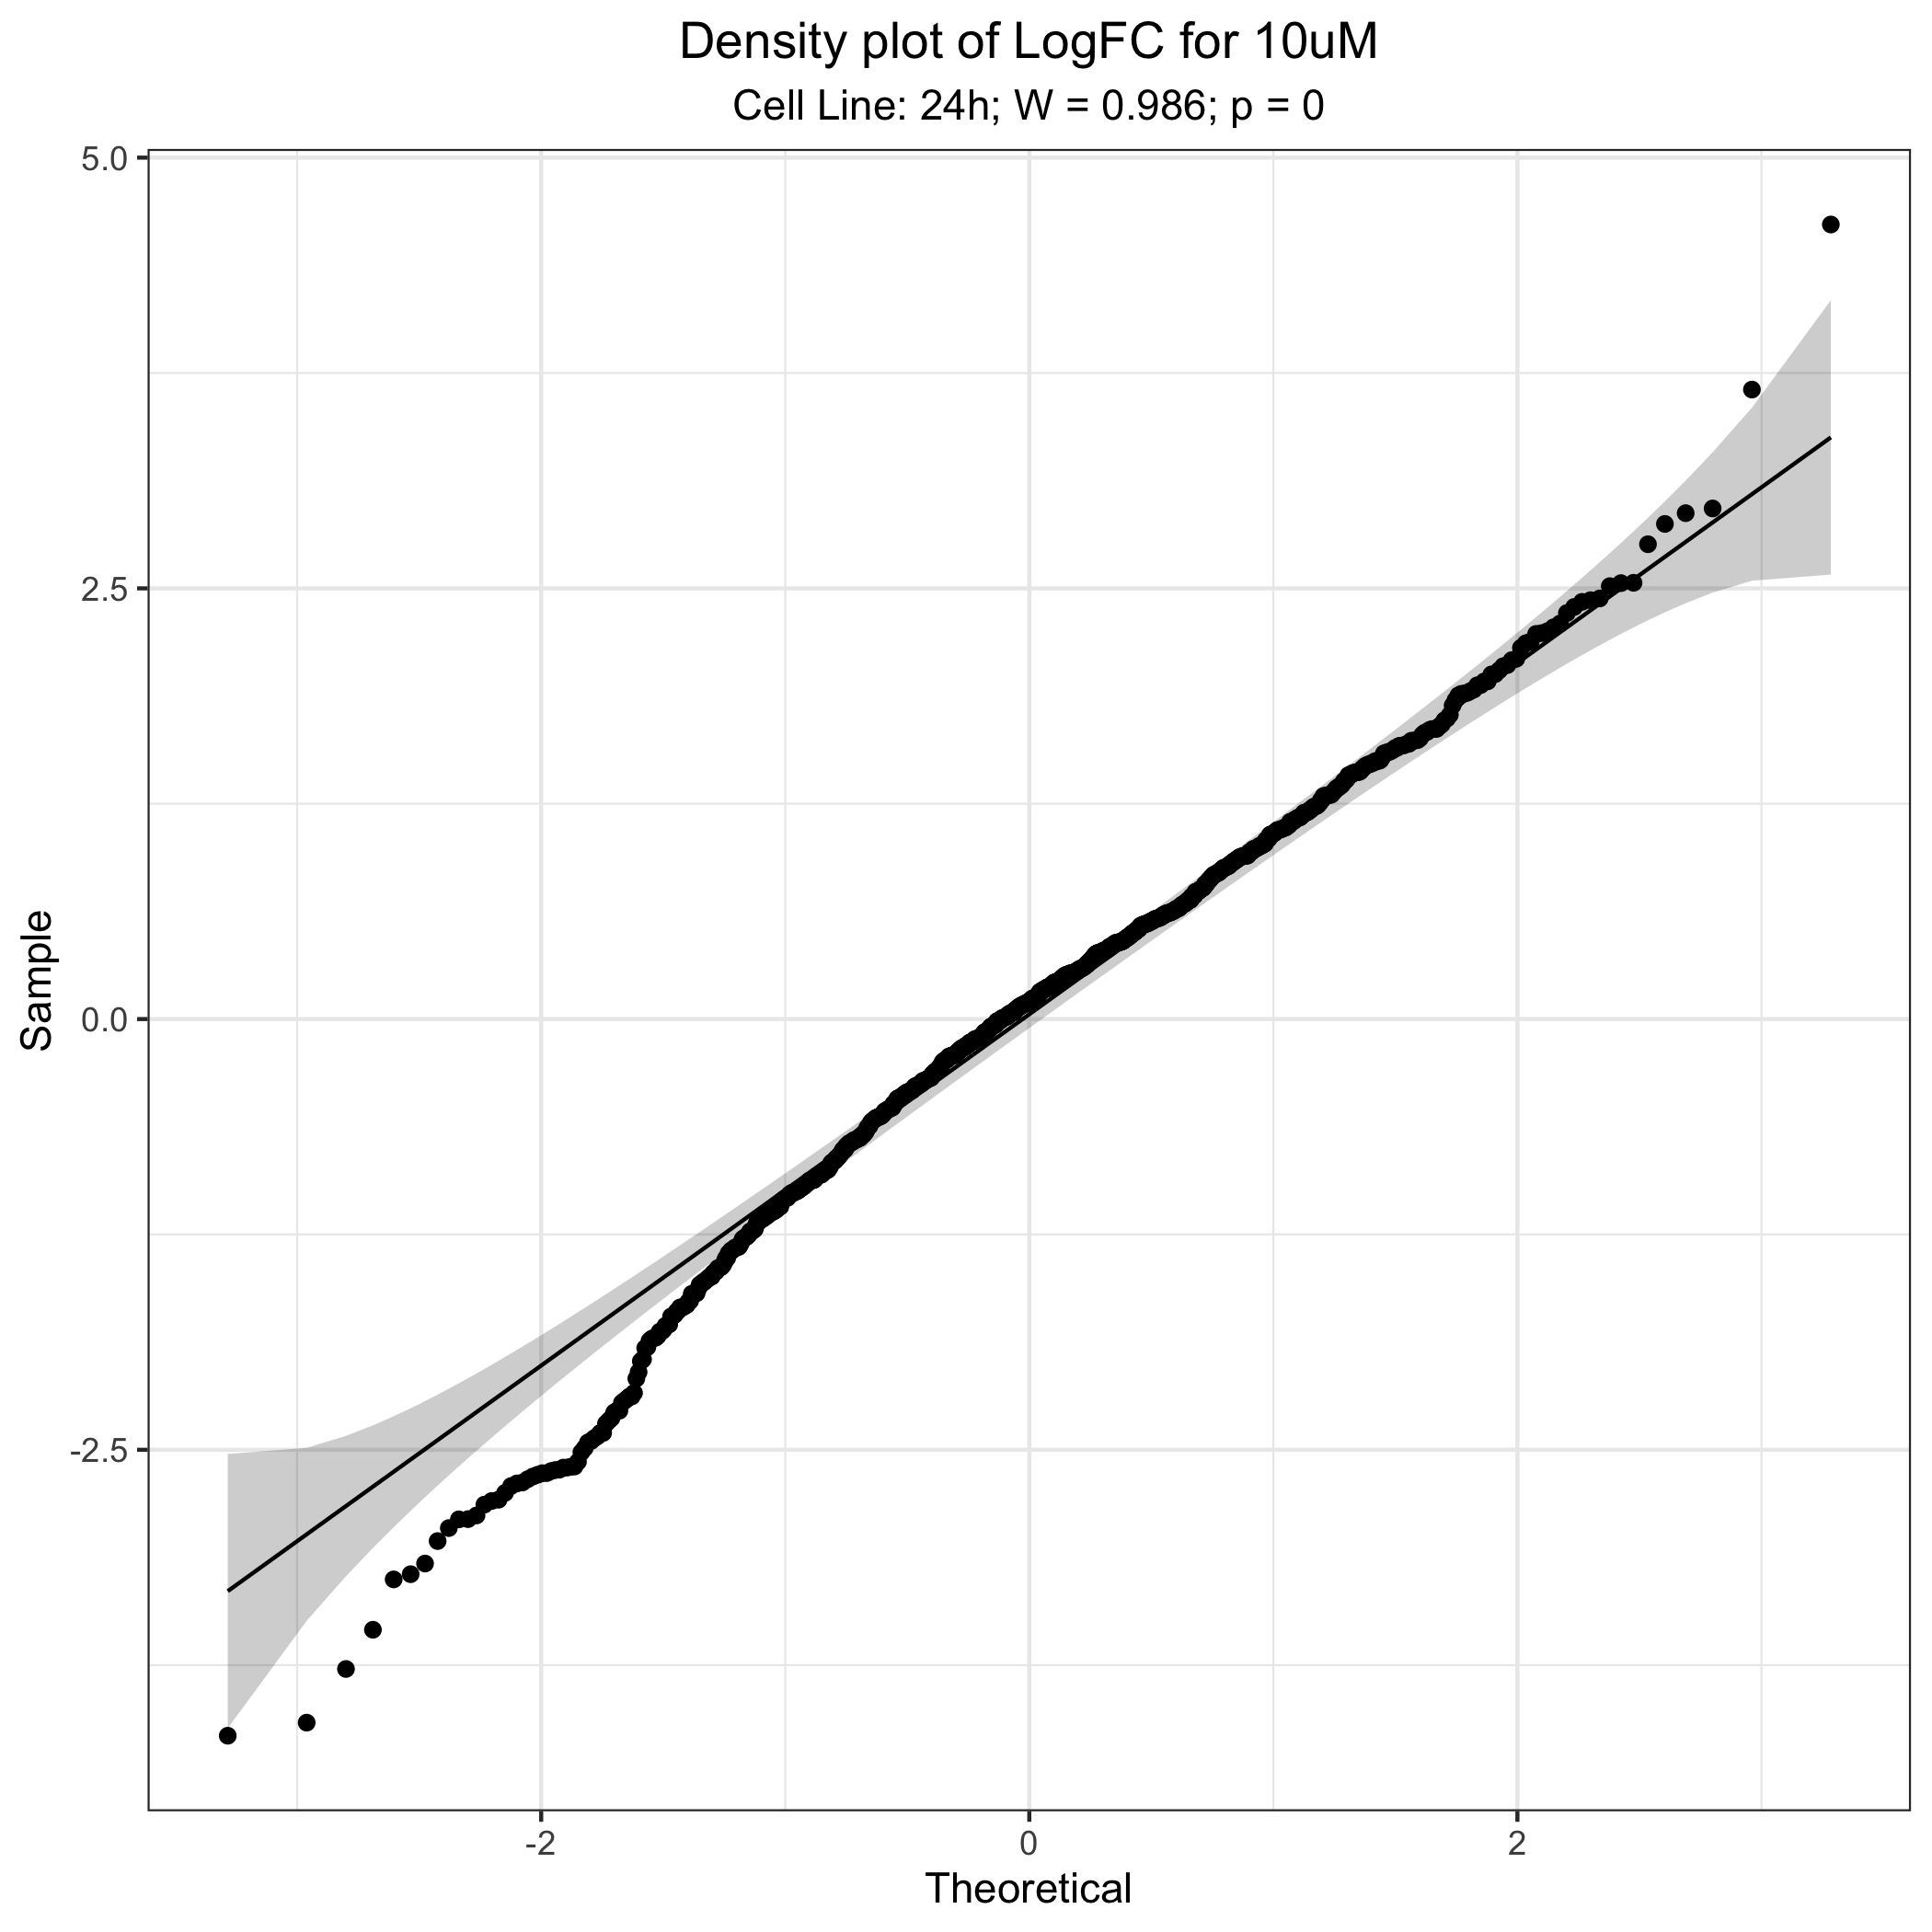 Density plot of LogFC for 10uM
Cell Line: 24h; W = 0.986; p = 0
5.0
2.5
0.0
-2.5
Sample
-2
0
2
Theoretical